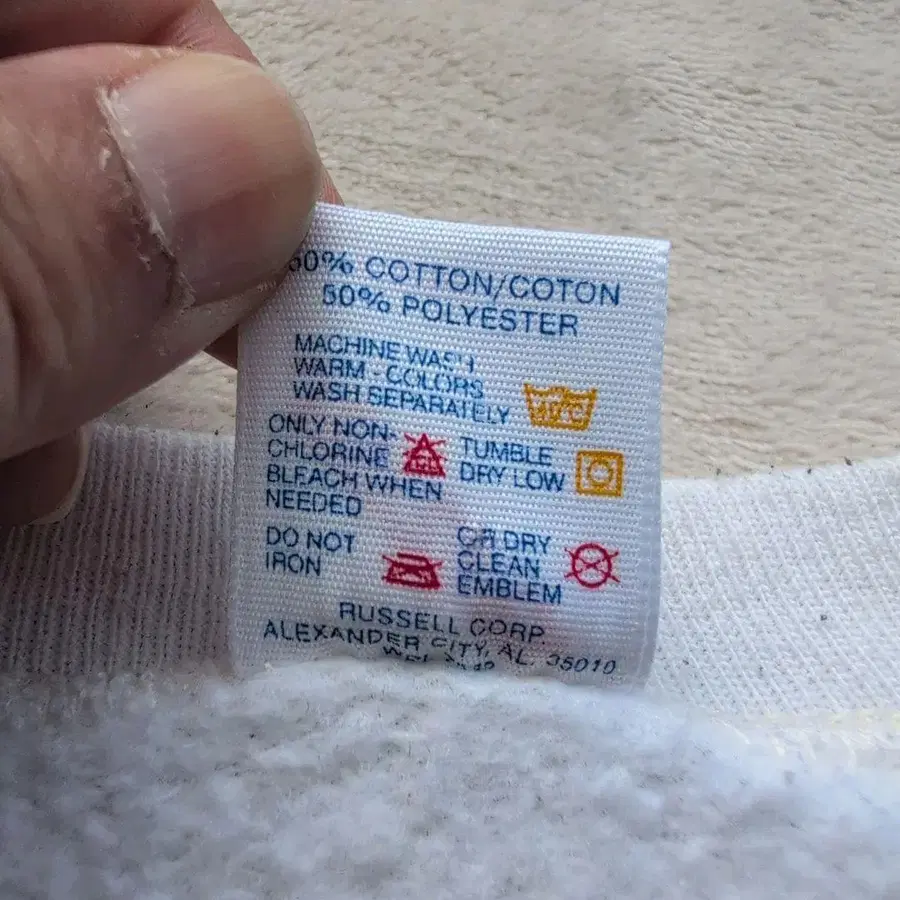 50% COTTON/COTON
50% POLYESTER
MACHINE WASH
WARM - COLORS
WASH SEPARATELY
ONLY NON-
CHLORINE
BLEACH WHEN
NEEDED
TUMBLE
DRY LOW
DO NOT
IRON
OR DRY
CLEAN
EMBLEM
RUSSELL CORP.
ALEXANDER CITY, AL. 35010